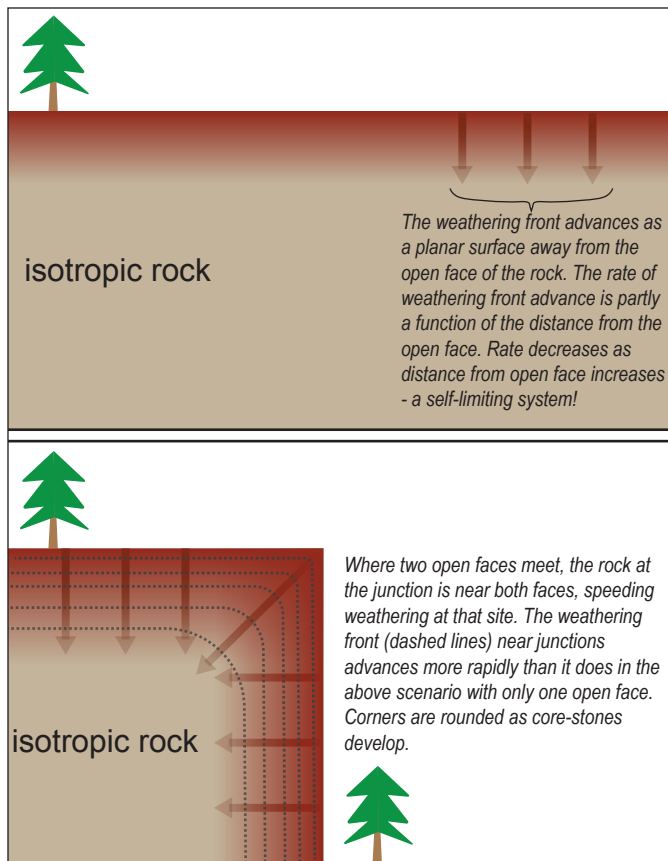 isotropic rock
The weathering front advances as
a planar surface away from the
open face of the rock. The rate of
weathering front advance is partly
a function of the distance from the
open face. Rate decreases as
distance from open face increases
- a self-limiting system!
Where two open faces meet, the rock at
the junction is near both faces, speeding
weathering at that site. The weathering
front (dashed lines) near junctions
advances more rapidly than it does in the
above scenario with only one open face.
Corners are rounded as core-stones
develop.
isotropic rock